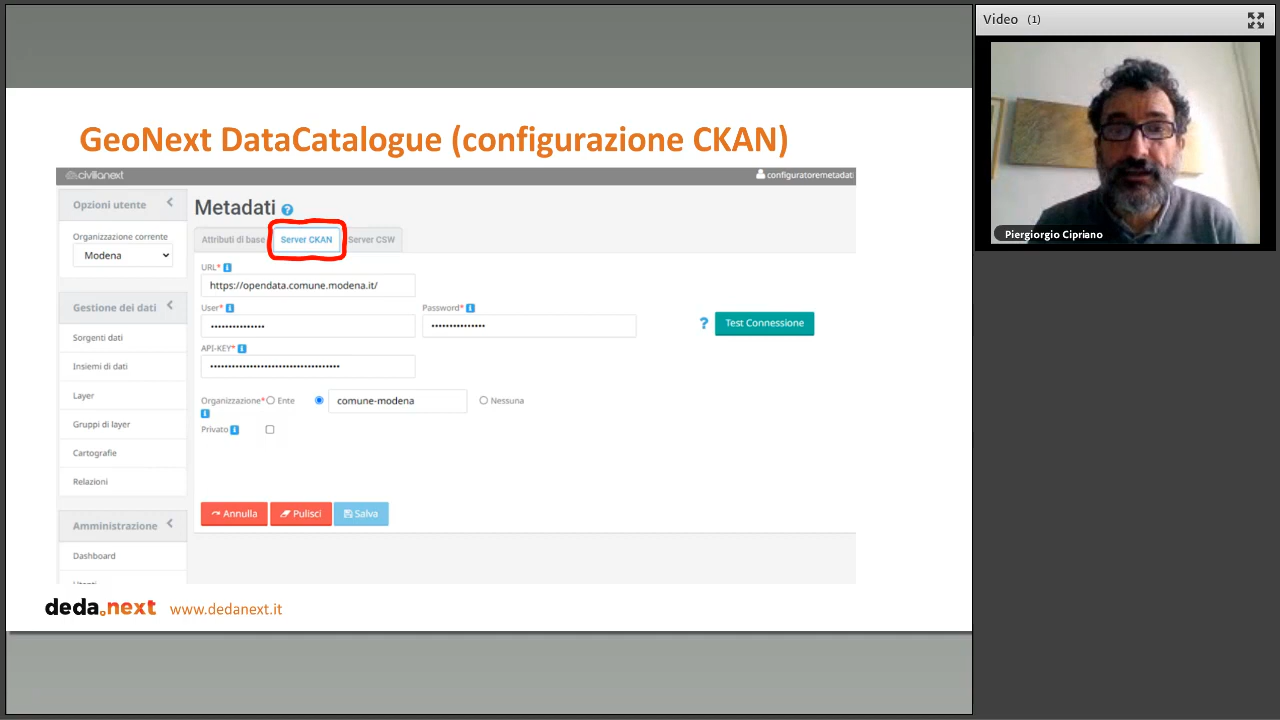 Video (1)
Piergiorgio Cipriano
GeoNext DataCatalogue (configurazione CKAN)
civilianext
configuratoremetadati
Opzioni utente
Organizzazione corrente
Modena
Gestione dei dati
Sorgenti dati
Insiemi di dati
Layer
Gruppi di layer
Cartografie
Relazioni
Amministrazione
Dashboard
Metadati ?
Attributi di base Server CKAN Server CSW
URL* i
https://opendata.comune.modena.it/
User* i Password* i
••••••••••••••• •••••••••••••••
? Test Connessione
API-KEY* i
••••••••••••••••••••••••••••••••••••
Organizzazione* Ente comune-modena Nessuna
i
Privato i
Annulla Pulisci Salva
deda.next www.dedanext.it